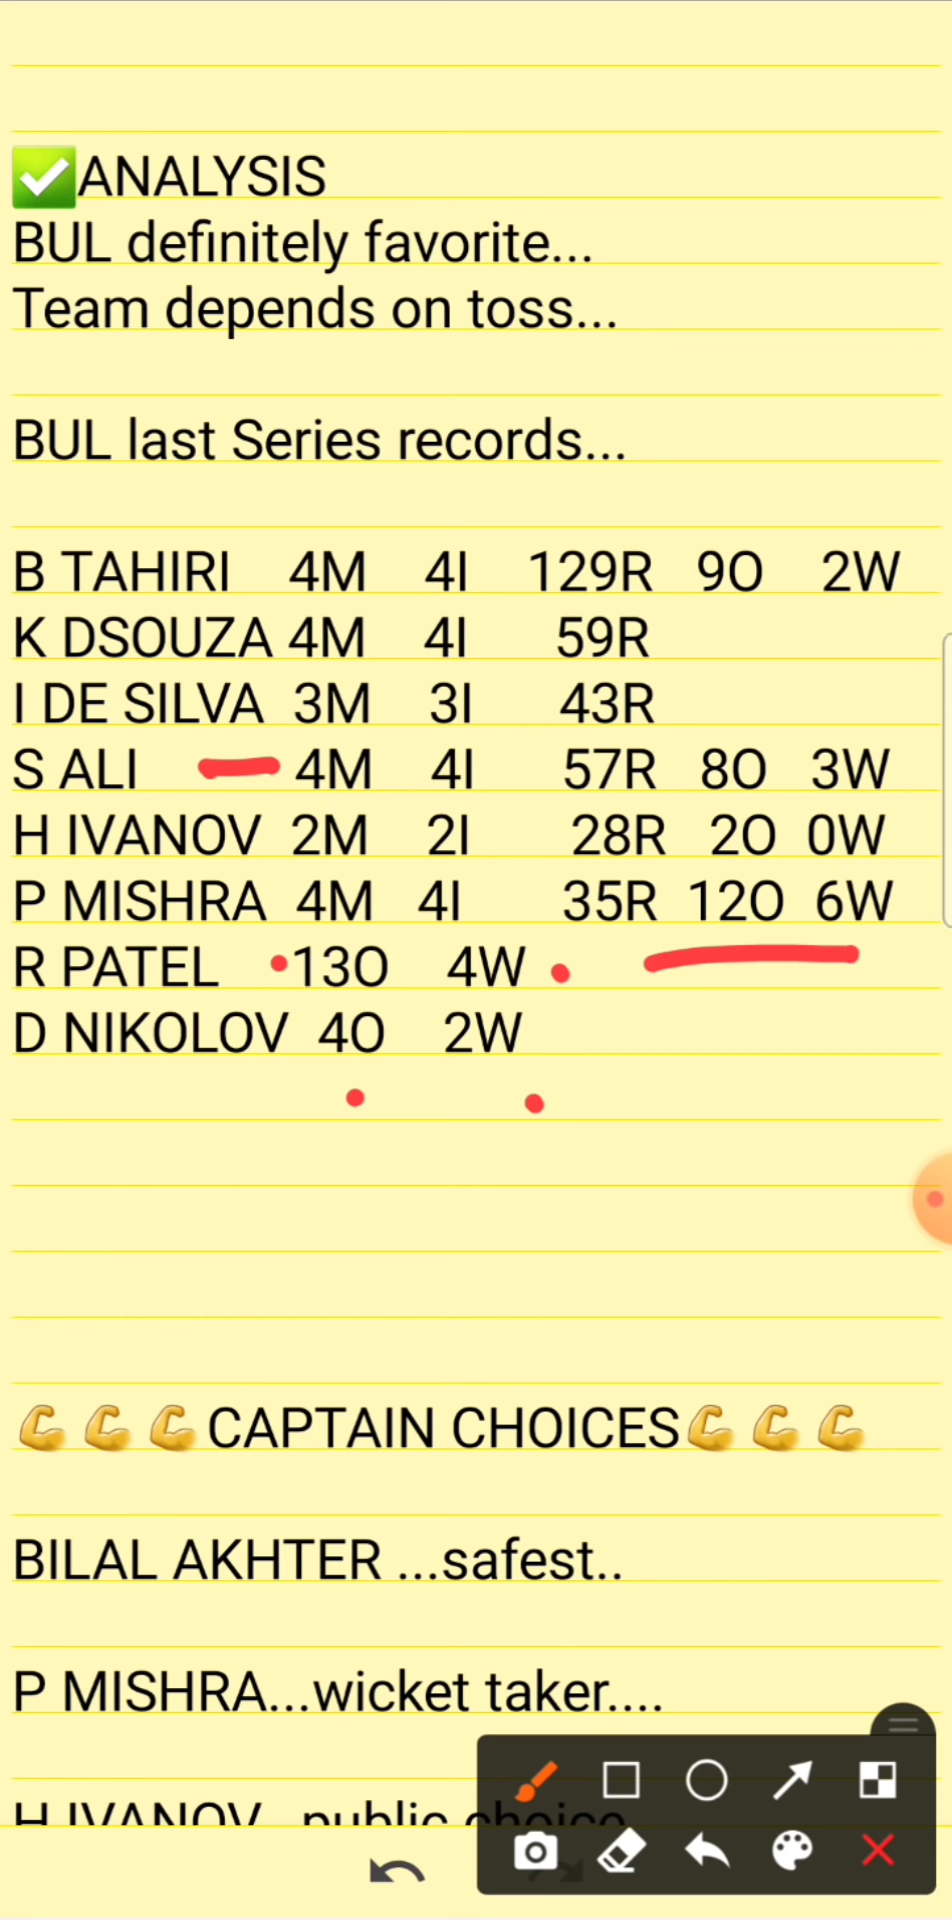 ✅ANALYSIS
BUL definitely favorite...
Team depends on toss...
BUL last Series records...
B TAHIRI 4M 4I 129R 9O 2W
K DSOUZA 4M 4I 59R
I DE SILVA 3M 3I 43R
S ALI 4M 4I 57R 8O 3W
H IVANOV 2M 2I 28R 2O 0W
P MISHRA 4M 4I 35R 12O 6W
R PATEL 13O 4W
D NIKOLOV 4O 2W
💪💪💪CAPTAIN CHOICES💪💪💪
BILAL AKHTER ...safest..
P MISHRA...wicket taker....
H IVANOV...public choice